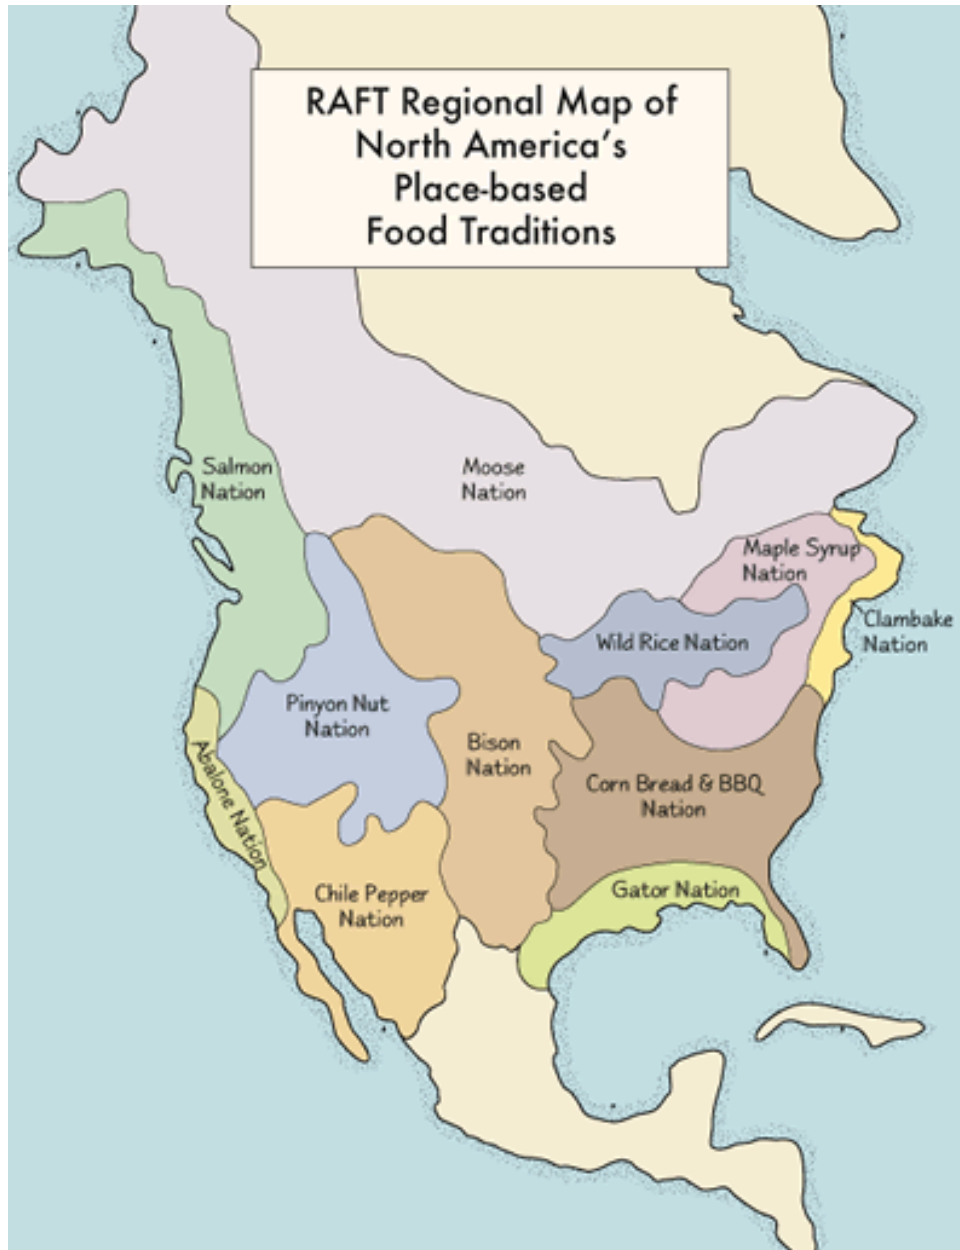 RAFT Regional Map of
North America's
Place-based
Food Traditions
Salmon
Nation
Moose
Nation
Maple Syrup
Nation
Clambake
Nation
Wild Rice Nation
Pinyon Nut
Nation
Bison
Nation
Abalone Nation
Corn Bread & BBQ
Nation
Chile Pepper
Nation
Gator Nation